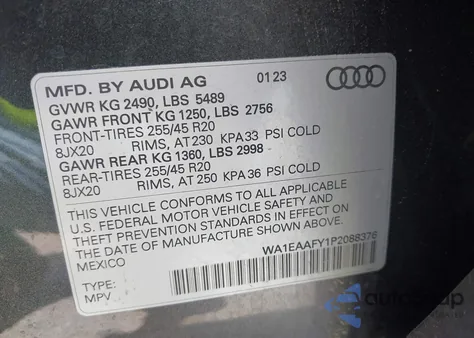 MFD. BY AUDI AG 01 23
GVWR KG 2490, LBS 5489
GAWR FRONT KG 1250, LBS 2756
FRONT-TIRES 255/45 R20
8JX20 RIMS, AT 230 KPA 33 PSI COLD
GAWR REAR KG 1360, LBS 2998
REAR-TIRES 255/45 R20
8JX20 RIMS, AT 250 KPA 36 PSI COLD
THIS VEHICLE CONFORMS TO ALL APPLICABLE
U.S. FEDERAL MOTOR VEHICLE SAFETY AND
THEFT PREVENTION STANDARDS IN EFFECT ON
THE DATE OF MANUFACTURE SHOWN ABOVE.
MEXICO
WA1EAAFY1P2088376
TYPE:
MPV